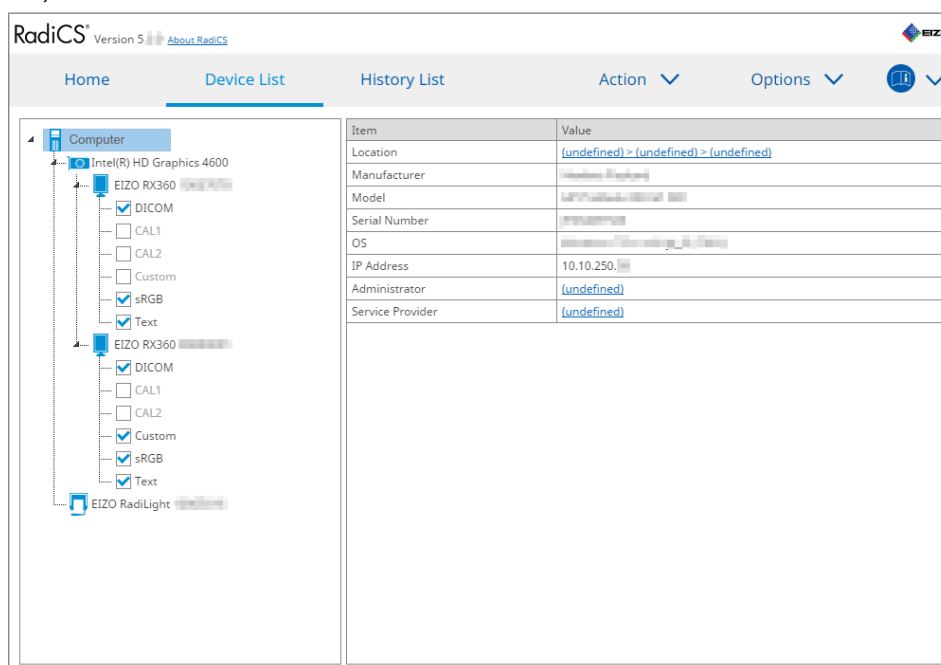 RadiCS® Version 5. About RadiCS
EIZ
Home Device List History List Action Options
Computer
Intel(R) HD Graphics 4600
EIZO RX360
DICOM
CAL1
CAL2
Custom
sRGB
Text
EIZO RX360
DICOM
CAL1
CAL2
Custom
sRGB
Text
EIZO RadiLight
Item Value
Location (undefined) > (undefined) > (undefined)
Manufacturer
Model
Serial Number
OS
IP Address 10.10.250.
Administrator (undefined)
Service Provider (undefined)